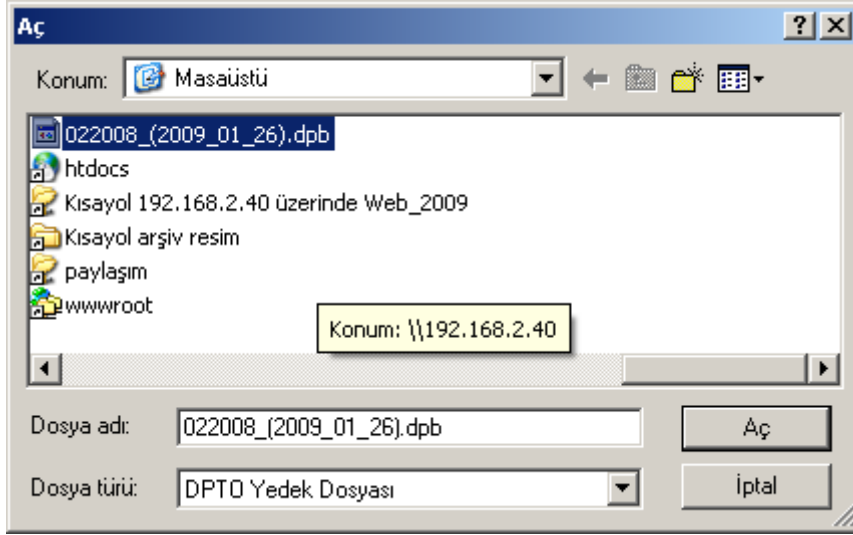 Aç
Konum: Masaüstü
022008_(2009_01_26).dpb
htdocs
Kısayol 192.168.2.40 üzerinde Web_2009
Kısayol arşiv resim
paylaşım
wwwroot
Konum: \\192.168.2.40
Dosya adı: 022008_(2009_01_26).dpb Aç
Dosya türü: DPTO Yedek Dosyası İptal